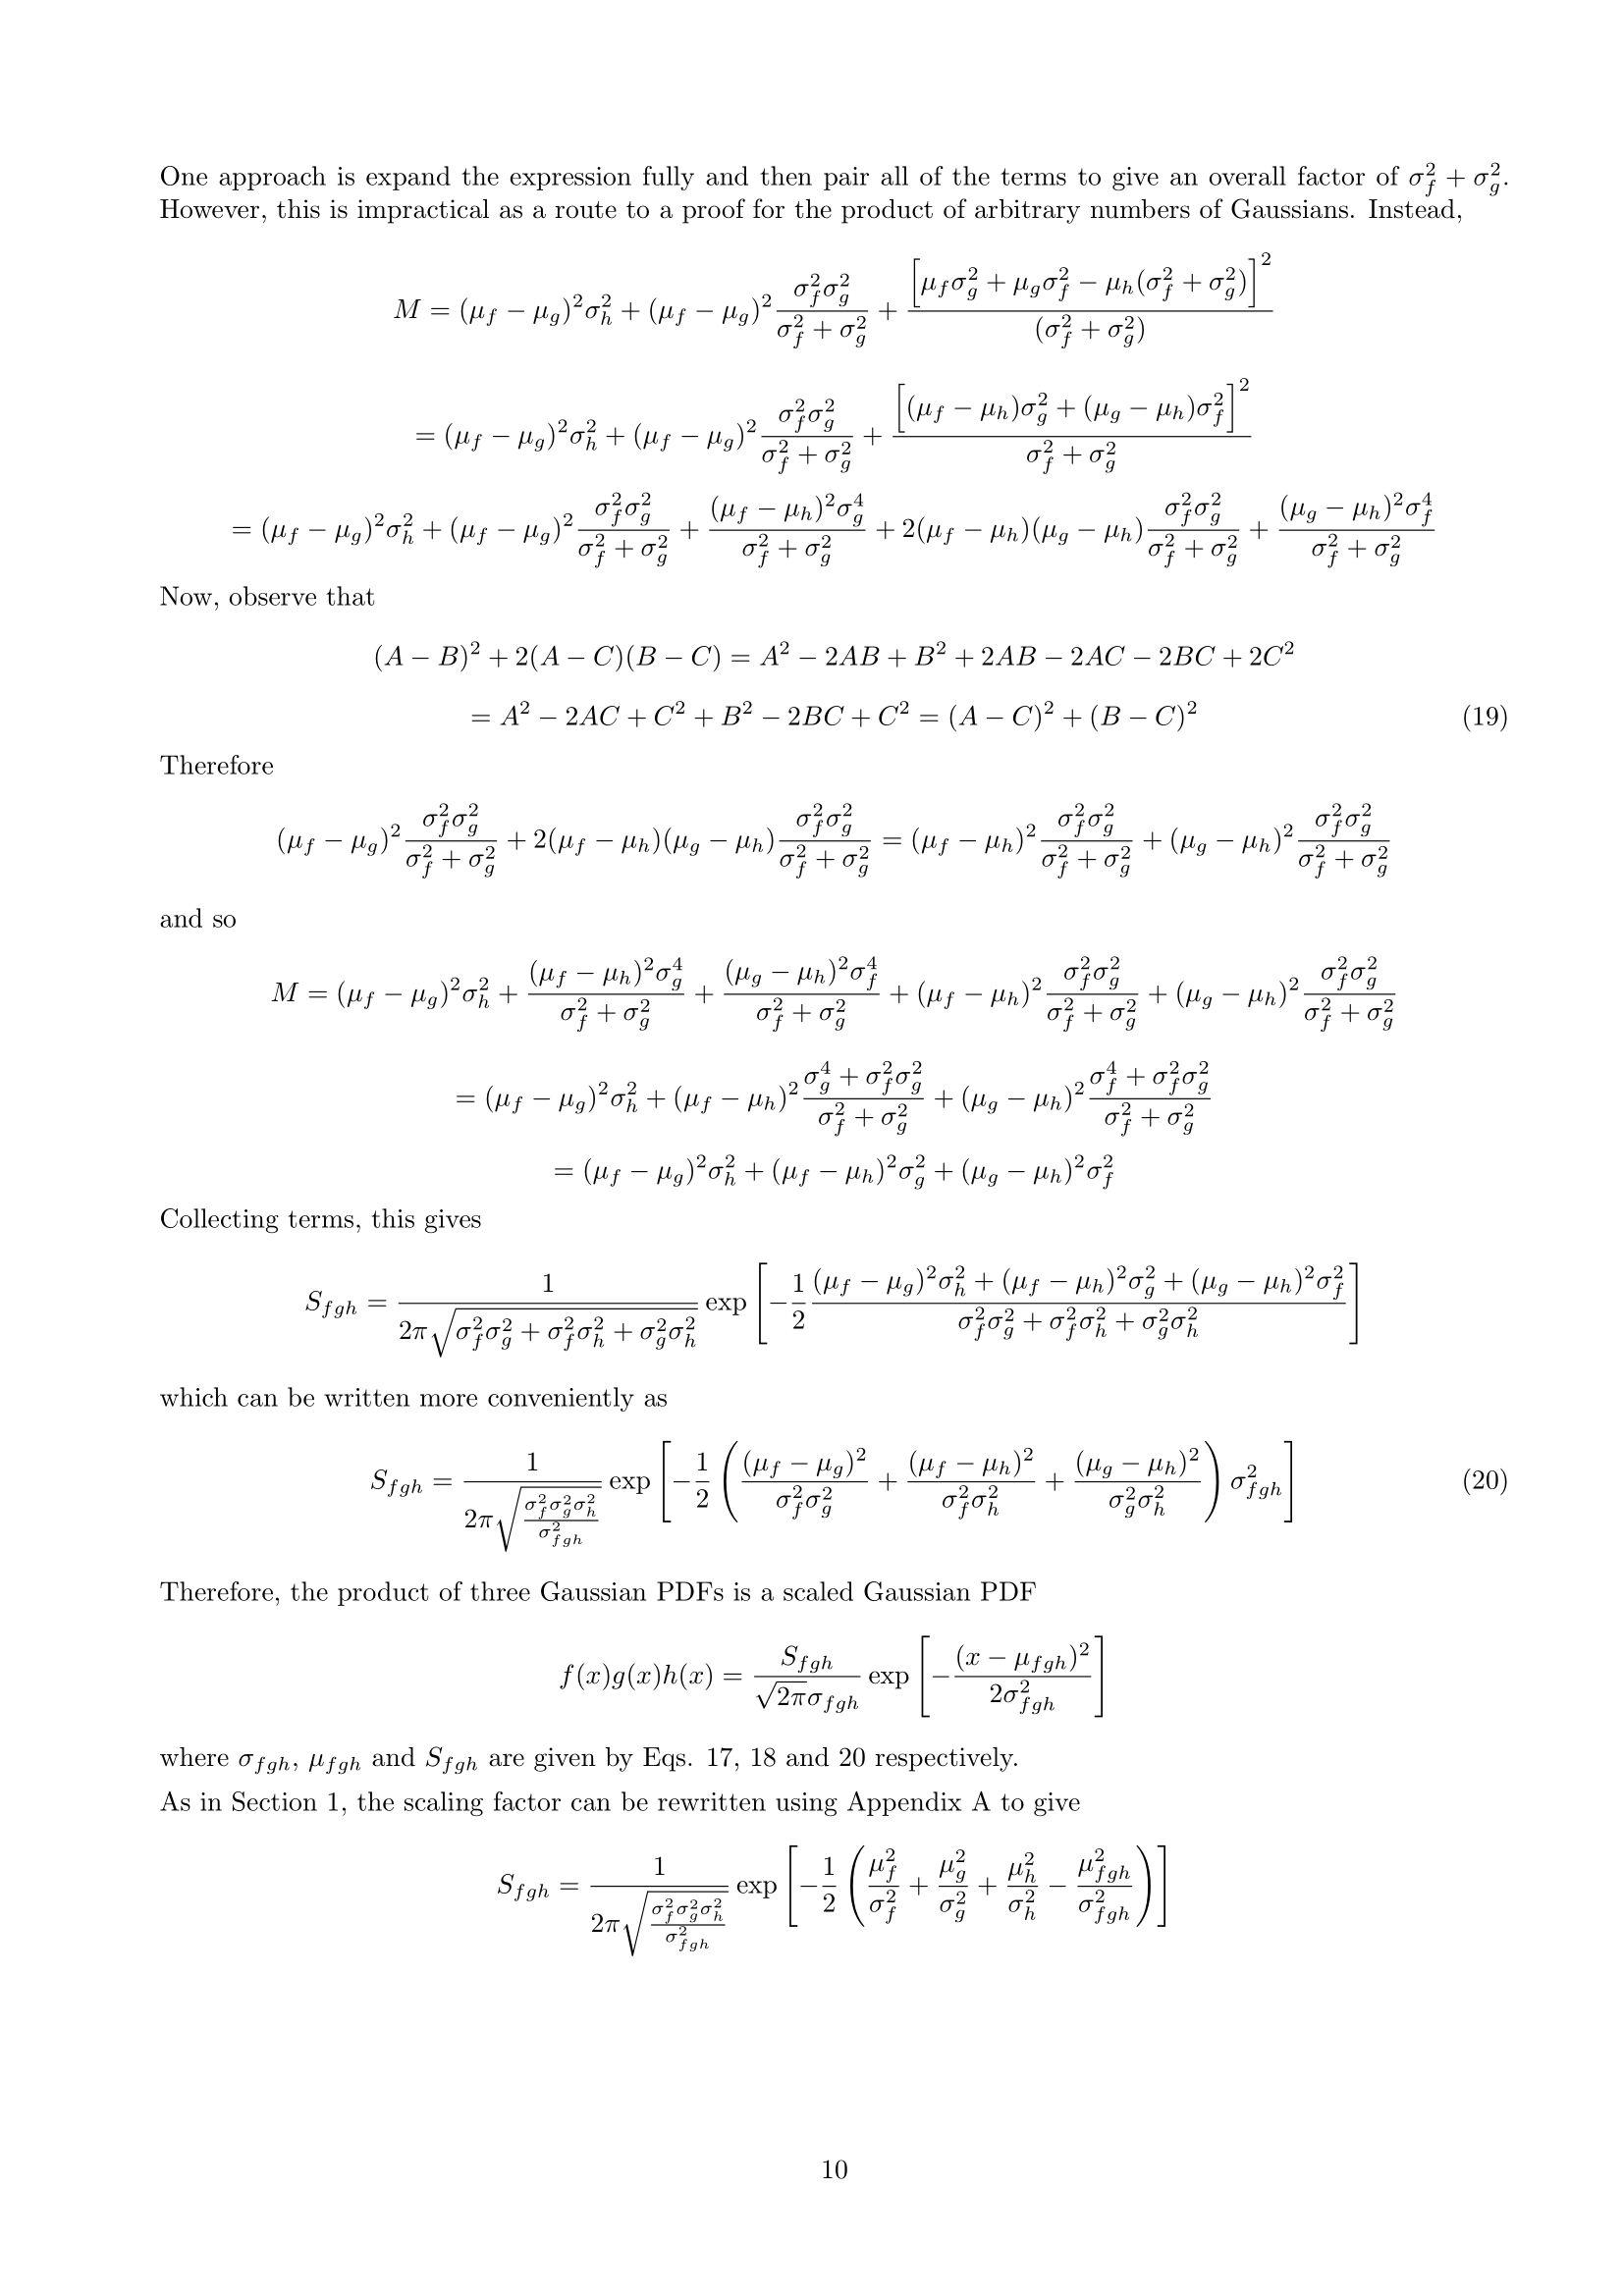 One approach is expand the expression fully and then pair all of the terms to give an overall factor of $\sigma_f^2 + \sigma_g^2$.
However, this is impractical as a route to a proof for the product of arbitrary numbers of Gaussians. Instead,
$$M = (\mu_f - \mu_g)^2\sigma_h^2 + (\mu_f - \mu_g)^2\frac{\sigma_f^2\sigma_g^2}{\sigma_f^2 + \sigma_g^2} + \frac{\left[\mu_f\sigma_g^2 + \mu_g\sigma_f^2 - \mu_h(\sigma_f^2 + \sigma_g^2)\right]^2}{(\sigma_f^2 + \sigma_g^2)}$$
$$= (\mu_f - \mu_g)^2\sigma_h^2 + (\mu_f - \mu_g)^2\frac{\sigma_f^2\sigma_g^2}{\sigma_f^2 + \sigma_g^2} + \frac{\left[(\mu_f - \mu_h)\sigma_g^2 + (\mu_g - \mu_h)\sigma_f^2\right]^2}{\sigma_f^2 + \sigma_g^2}$$
$$= (\mu_f - \mu_g)^2\sigma_h^2 + (\mu_f - \mu_g)^2\frac{\sigma_f^2\sigma_g^2}{\sigma_f^2 + \sigma_g^2} + \frac{(\mu_f - \mu_h)^2\sigma_g^4}{\sigma_f^2 + \sigma_g^2} + 2(\mu_f - \mu_h)(\mu_g - \mu_h)\frac{\sigma_f^2\sigma_g^2}{\sigma_f^2 + \sigma_g^2} + \frac{(\mu_g - \mu_h)^2\sigma_f^4}{\sigma_f^2 + \sigma_g^2}$$
Now, observe that
$$(A - B)^2 + 2(A - C)(B - C) = A^2 - 2AB + B^2 + 2AB - 2AC - 2BC + 2C^2$$
$$= A^2 - 2AC + C^2 + B^2 - 2BC + C^2 = (A - C)^2 + (B - C)^2$$ (19)
Therefore
$$(\mu_f - \mu_g)^2\frac{\sigma_f^2\sigma_g^2}{\sigma_f^2 + \sigma_g^2} + 2(\mu_f - \mu_h)(\mu_g - \mu_h)\frac{\sigma_f^2\sigma_g^2}{\sigma_f^2 + \sigma_g^2} = (\mu_f - \mu_h)^2\frac{\sigma_f^2\sigma_g^2}{\sigma_f^2 + \sigma_g^2} + (\mu_g - \mu_h)^2\frac{\sigma_f^2\sigma_g^2}{\sigma_f^2 + \sigma_g^2}$$
and so
$$M = (\mu_f - \mu_g)^2\sigma_h^2 + \frac{(\mu_f - \mu_h)^2\sigma_g^4}{\sigma_f^2 + \sigma_g^2} + \frac{(\mu_g - \mu_h)^2\sigma_f^4}{\sigma_f^2 + \sigma_g^2} + (\mu_f - \mu_h)^2\frac{\sigma_f^2\sigma_g^2}{\sigma_f^2 + \sigma_g^2} + (\mu_g - \mu_h)^2\frac{\sigma_f^2\sigma_g^2}{\sigma_f^2 + \sigma_g^2}$$
$$= (\mu_f - \mu_g)^2\sigma_h^2 + (\mu_f - \mu_h)^2\frac{\sigma_g^4 + \sigma_f^2\sigma_g^2}{\sigma_f^2 + \sigma_g^2} + (\mu_g - \mu_h)^2\frac{\sigma_f^4 + \sigma_f^2\sigma_g^2}{\sigma_f^2 + \sigma_g^2}$$
$$= (\mu_f - \mu_g)^2\sigma_h^2 + (\mu_f - \mu_h)^2\sigma_g^2 + (\mu_g - \mu_h)^2\sigma_f^2$$
Collecting terms, this gives
$$S_{fgh} = \frac{1}{2\pi\sqrt{\sigma_f^2\sigma_g^2 + \sigma_f^2\sigma_h^2 + \sigma_g^2\sigma_h^2}} \exp\left[-\frac{1}{2}\frac{(\mu_f - \mu_g)^2\sigma_h^2 + (\mu_f - \mu_h)^2\sigma_g^2 + (\mu_g - \mu_h)^2\sigma_f^2}{\sigma_f^2\sigma_g^2 + \sigma_f^2\sigma_h^2 + \sigma_g^2\sigma_h^2}\right]$$
which can be written more conveniently as
$$S_{fgh} = \frac{1}{2\pi\sqrt{\frac{\sigma_f^2\sigma_g^2\sigma_h^2}{\sigma_{fgh}^2}}} \exp\left[-\frac{1}{2}\left(\frac{(\mu_f - \mu_g)^2}{\sigma_f^2\sigma_g^2} + \frac{(\mu_f - \mu_h)^2}{\sigma_f^2\sigma_h^2} + \frac{(\mu_g - \mu_h)^2}{\sigma_g^2\sigma_h^2}\right)\sigma_{fgh}^2\right]$$ (20)
Therefore, the product of three Gaussian PDFs is a scaled Gaussian PDF
$$f(x)g(x)h(x) = \frac{S_{fgh}}{\sqrt{2\pi}\sigma_{fgh}} \exp\left[-\frac{(x - \mu_{fgh})^2}{2\sigma_{fgh}^2}\right]$$
where $\sigma_{fgh}$, $\mu_{fgh}$ and $S_{fgh}$ are given by Eqs. 17, 18 and 20 respectively.
As in Section 1, the scaling factor can be rewritten using Appendix A to give
$$S_{fgh} = \frac{1}{2\pi\sqrt{\frac{\sigma_f^2\sigma_g^2\sigma_h^2}{\sigma_{fgh}^2}}} \exp\left[-\frac{1}{2}\left(\frac{\mu_f^2}{\sigma_f^2} + \frac{\mu_g^2}{\sigma_g^2} + \frac{\mu_h^2}{\sigma_h^2} - \frac{\mu_{fgh}^2}{\sigma_{fgh}^2}\right)\right]$$
10